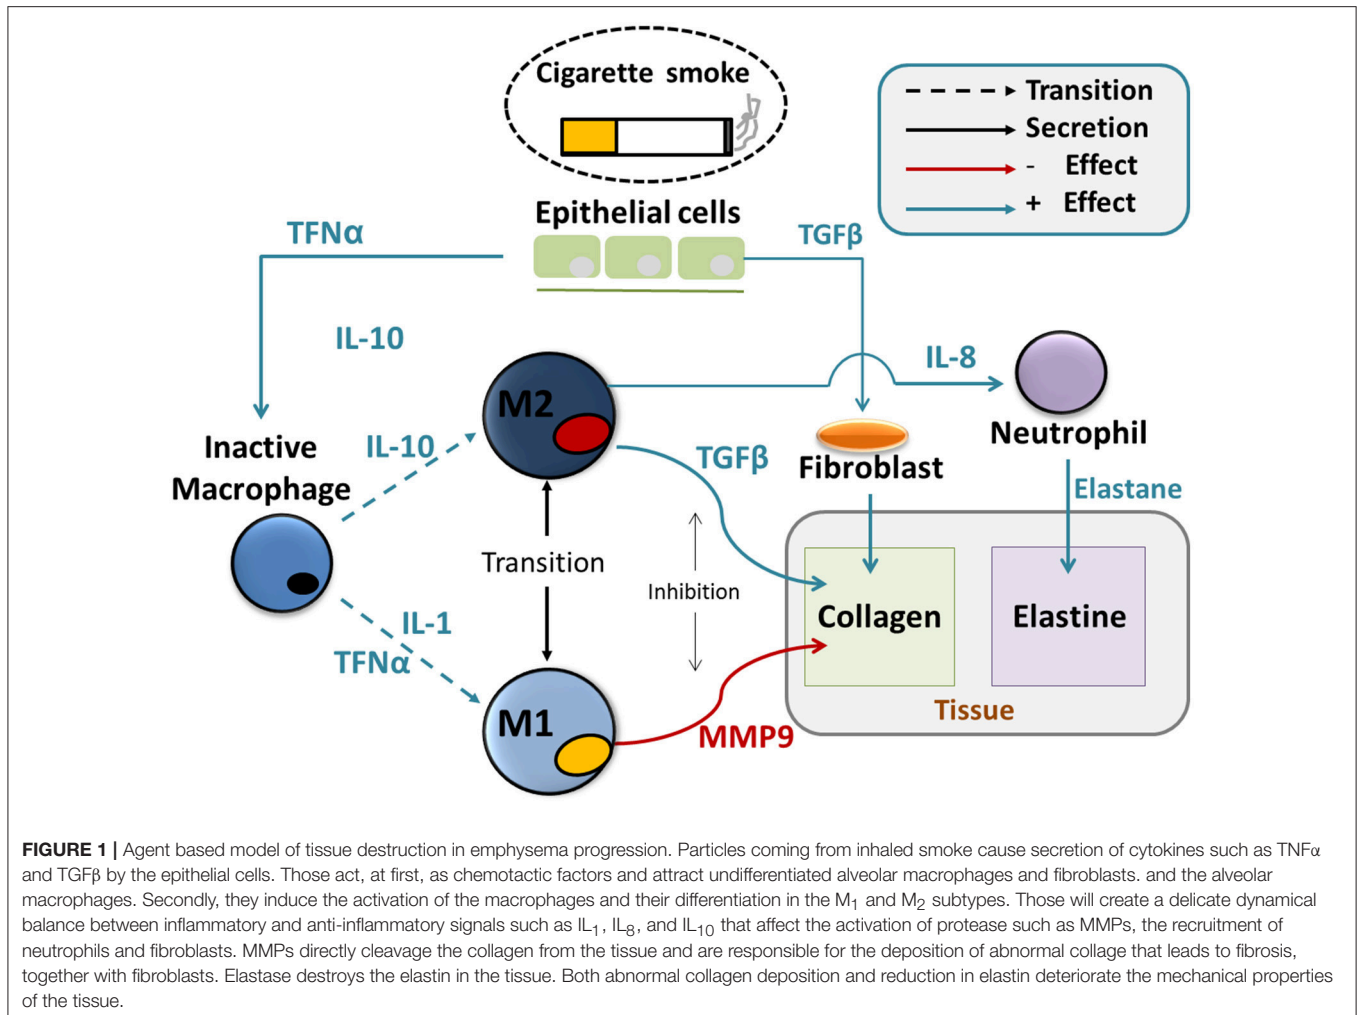 Cigarette smoke
Transition
Secretion
- Effect
+ Effect
Epithelial cells
TFNα
TGFβ
IL-10
IL-8
M2
Neutrophil
Inactive
Macrophage
IL-10
TGFβ
Fibroblast
Elastane
Transition
Inhibition
Collagen
Elastine
IL-1
TFNα
M1
MMP9
Tissue
FIGURE 1 | Agent based model of tissue destruction in emphysema progression. Particles coming from inhaled smoke cause secretion of cytokines such as TNFα
and TGFβ by the epithelial cells. Those act, at first, as chemotactic factors and attract undifferentiated alveolar macrophages and fibroblasts. and the alveolar
macrophages. Secondly, they induce the activation of the macrophages and their differentiation in the M1 and M2 subtypes. Those will create a delicate dynamical
balance between inflammatory and anti-inflammatory signals such as IL1, IL8, and IL10 that affect the activation of protease such as MMPs, the recruitment of
neutrophils and fibroblasts. MMPs directly cleavage the collagen from the tissue and are responsible for the deposition of abnormal collage that leads to fibrosis,
together with fibroblasts. Elastase destroys the elastin in the tissue. Both abnormal collagen deposition and reduction in elastin deteriorate the mechanical properties
of the tissue.